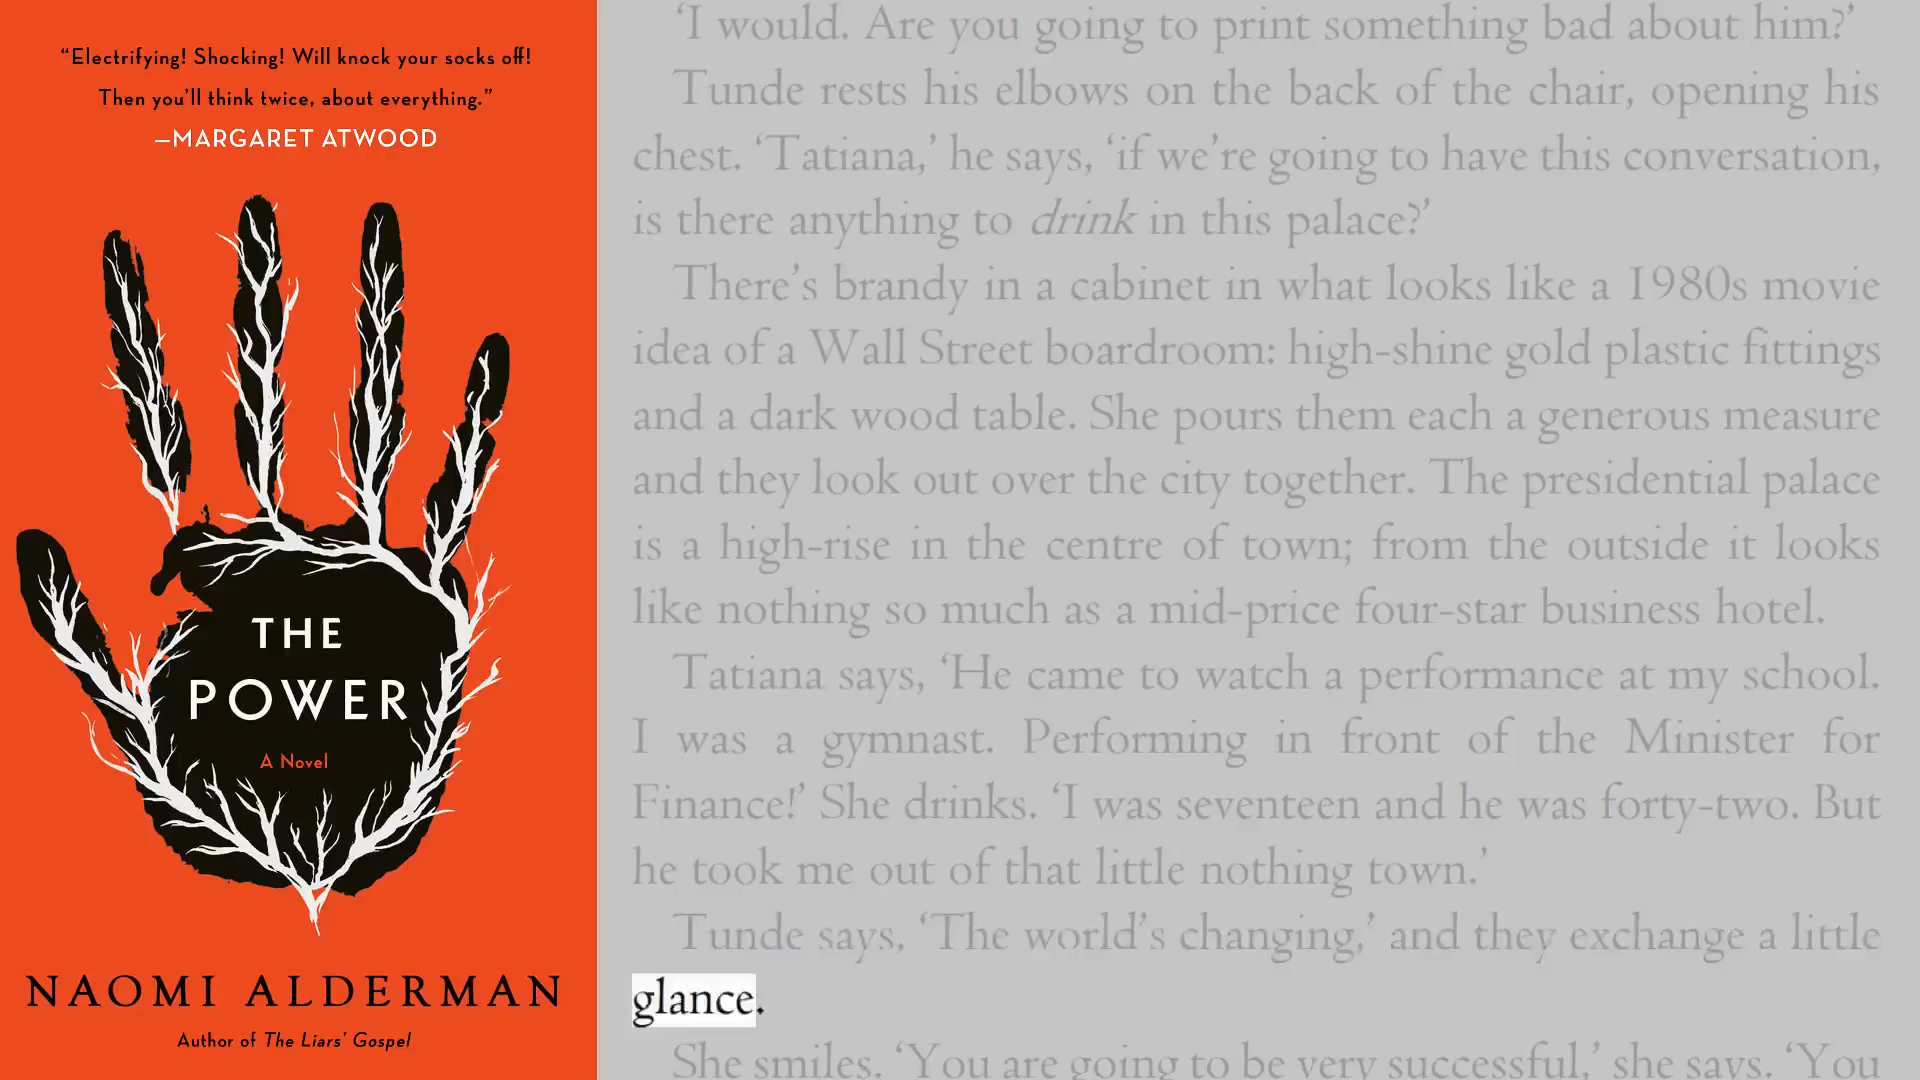 “Electrifying! Shocking! Will knock your socks off!
Then you’ll think twice, about everything.”
—MARGARET ATWOOD
THE
POWER
A Novel
NAOMI ALDERMAN
Author of The Liars’ Gospel
‘I would. Are you going to print something bad about him?’
Tunde rests his elbows on the back of the chair, opening his
chest. ‘Tatiana,’ he says, ‘if we’re going to have this conversation,
is there anything to drink in this palace?’
There’s brandy in a cabinet in what looks like a 1980s movie
idea of a Wall Street boardroom: high-shine gold plastic fittings
and a dark wood table. She pours them each a generous measure
and they look out over the city together. The presidential palace
is a high-rise in the centre of town; from the outside it looks
like nothing so much as a mid-price four-star business hotel.
Tatiana says, ‘He came to watch a performance at my school.
I was a gymnast. Performing in front of the Minister for
Finance!’ She drinks. ‘I was seventeen and he was forty-two. But
he took me out of that little nothing town.’
Tunde says, ‘The world’s changing,’ and they exchange a little
glance.
She smiles. ‘You are going to be very successful,’ she says. ‘You